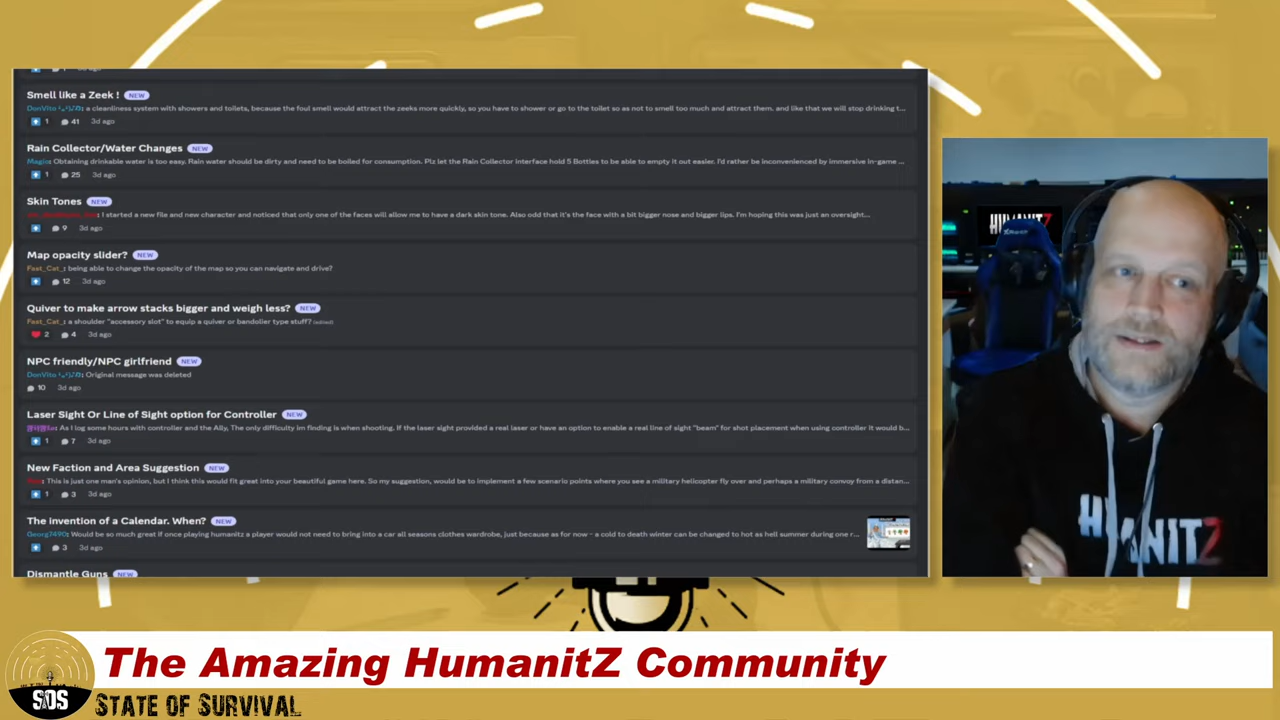 Smell like a Zeek ! NEW
DonVito : a cleanliness system with showers and toilets, because the foul smell would attract the zeeks more quickly, so you have to shower or go to the toilet so as not to smell too much and attract them. and like that we will stop drinking t...
1 41 3d ago
Rain Collector/Water Changes NEW
Magio: Obtaining drinkable water is too easy. Rain water should be dirty and need to be boiled for consumption. Plz let the Rain Collector interface hold 5 Bottles to be able to empty it out easier. I'd rather be inconvenienced by immersive in-game ...
1 25 3d ago
Skin Tones NEW
: I started a new file and new character and noticed that only one of the faces will allow me to have a dark skin tone. Also odd that it's the face with a bit bigger nose and bigger lips. I'm hoping this was just an oversight...
9 3d ago
Map opacity slider? NEW
Fast_Cat_: being able to change the opacity of the map so you can navigate and drive?
12 3d ago
Quiver to make arrow stacks bigger and weigh less? NEW
Fast_Cat_: a shoulder "accessory slot" to equip a quiver or bandolier type stuff? (edited)
2 4 3d ago
NPC friendly/NPC girlfriend NEW
DonVito : Original message was deleted
10 3d ago
Laser Sight Or Line of Sight option for Controller NEW
: As I log some hours with controller and the Ally, The only difficulty im finding is when shooting. If the laser sight provided a real laser or have an option to enable a real line of sight "beam" for shot placement when using controller it would b...
1 7 3d ago
New Faction and Area Suggestion NEW
: This is just one man's opinion, but I think this would fit great into your beautiful game here. So my suggestion, would be to implement a few scenario points where you see a military helicopter fly over and perhaps a military convoy from a distan...
1 3 3d ago
The invention of a Calendar. When? NEW
Georg7490: Would be so much great if once playing humanitz a player would not need to bring into a car all seasons clothes wardrobe, just because as for now - a cold to death winter can be changed to hot as hell summer during one r...
3 3d ago
Dismantle Guns NEW
HUMANITZ
HUMANITZ
The Amazing HumanitZ Community
SOS
STATE OF SURVIVAL